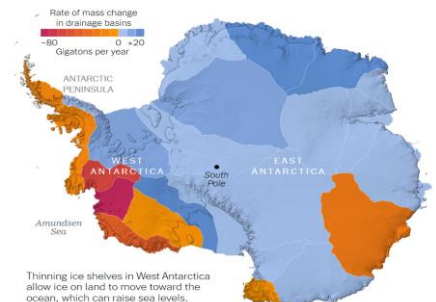 Rate of mass change
in drainage basins
−80 0 +20
Gigatons per year
ANTARCTIC
PENINSULA
WEST
ANTARCTICA
South
Pole
EAST
ANTARCTICA
Amundsen
Sea
Thinning ice shelves in West Antarctica
allow ice on land to move toward the
ocean, which can raise sea levels.